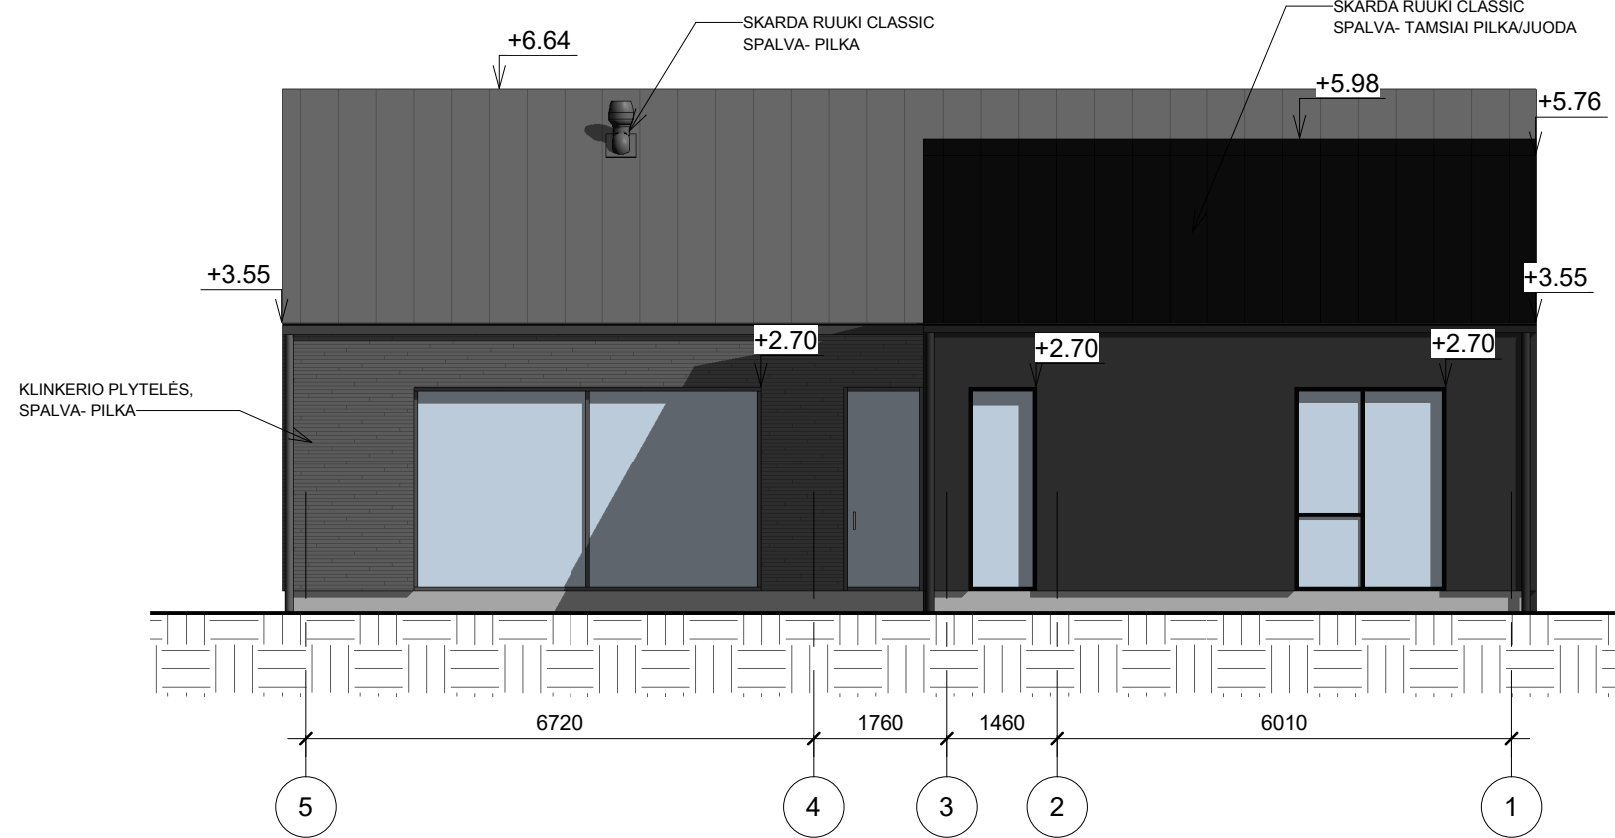 SKARDA RUUKI CLASSIC
SPALVA- PILKA
SKARDA RUUKI CLASSIC
SPALVA- TAMSIAI PILKA/JUODA
+6.64
+5.98
+5.76
+3.55
+3.55
+2.70
+2.70
+2.70
KLINKERIO PLYTELĖS,
SPALVA- PILKA
6720
1760
1460
6010
5
4
3
2
1